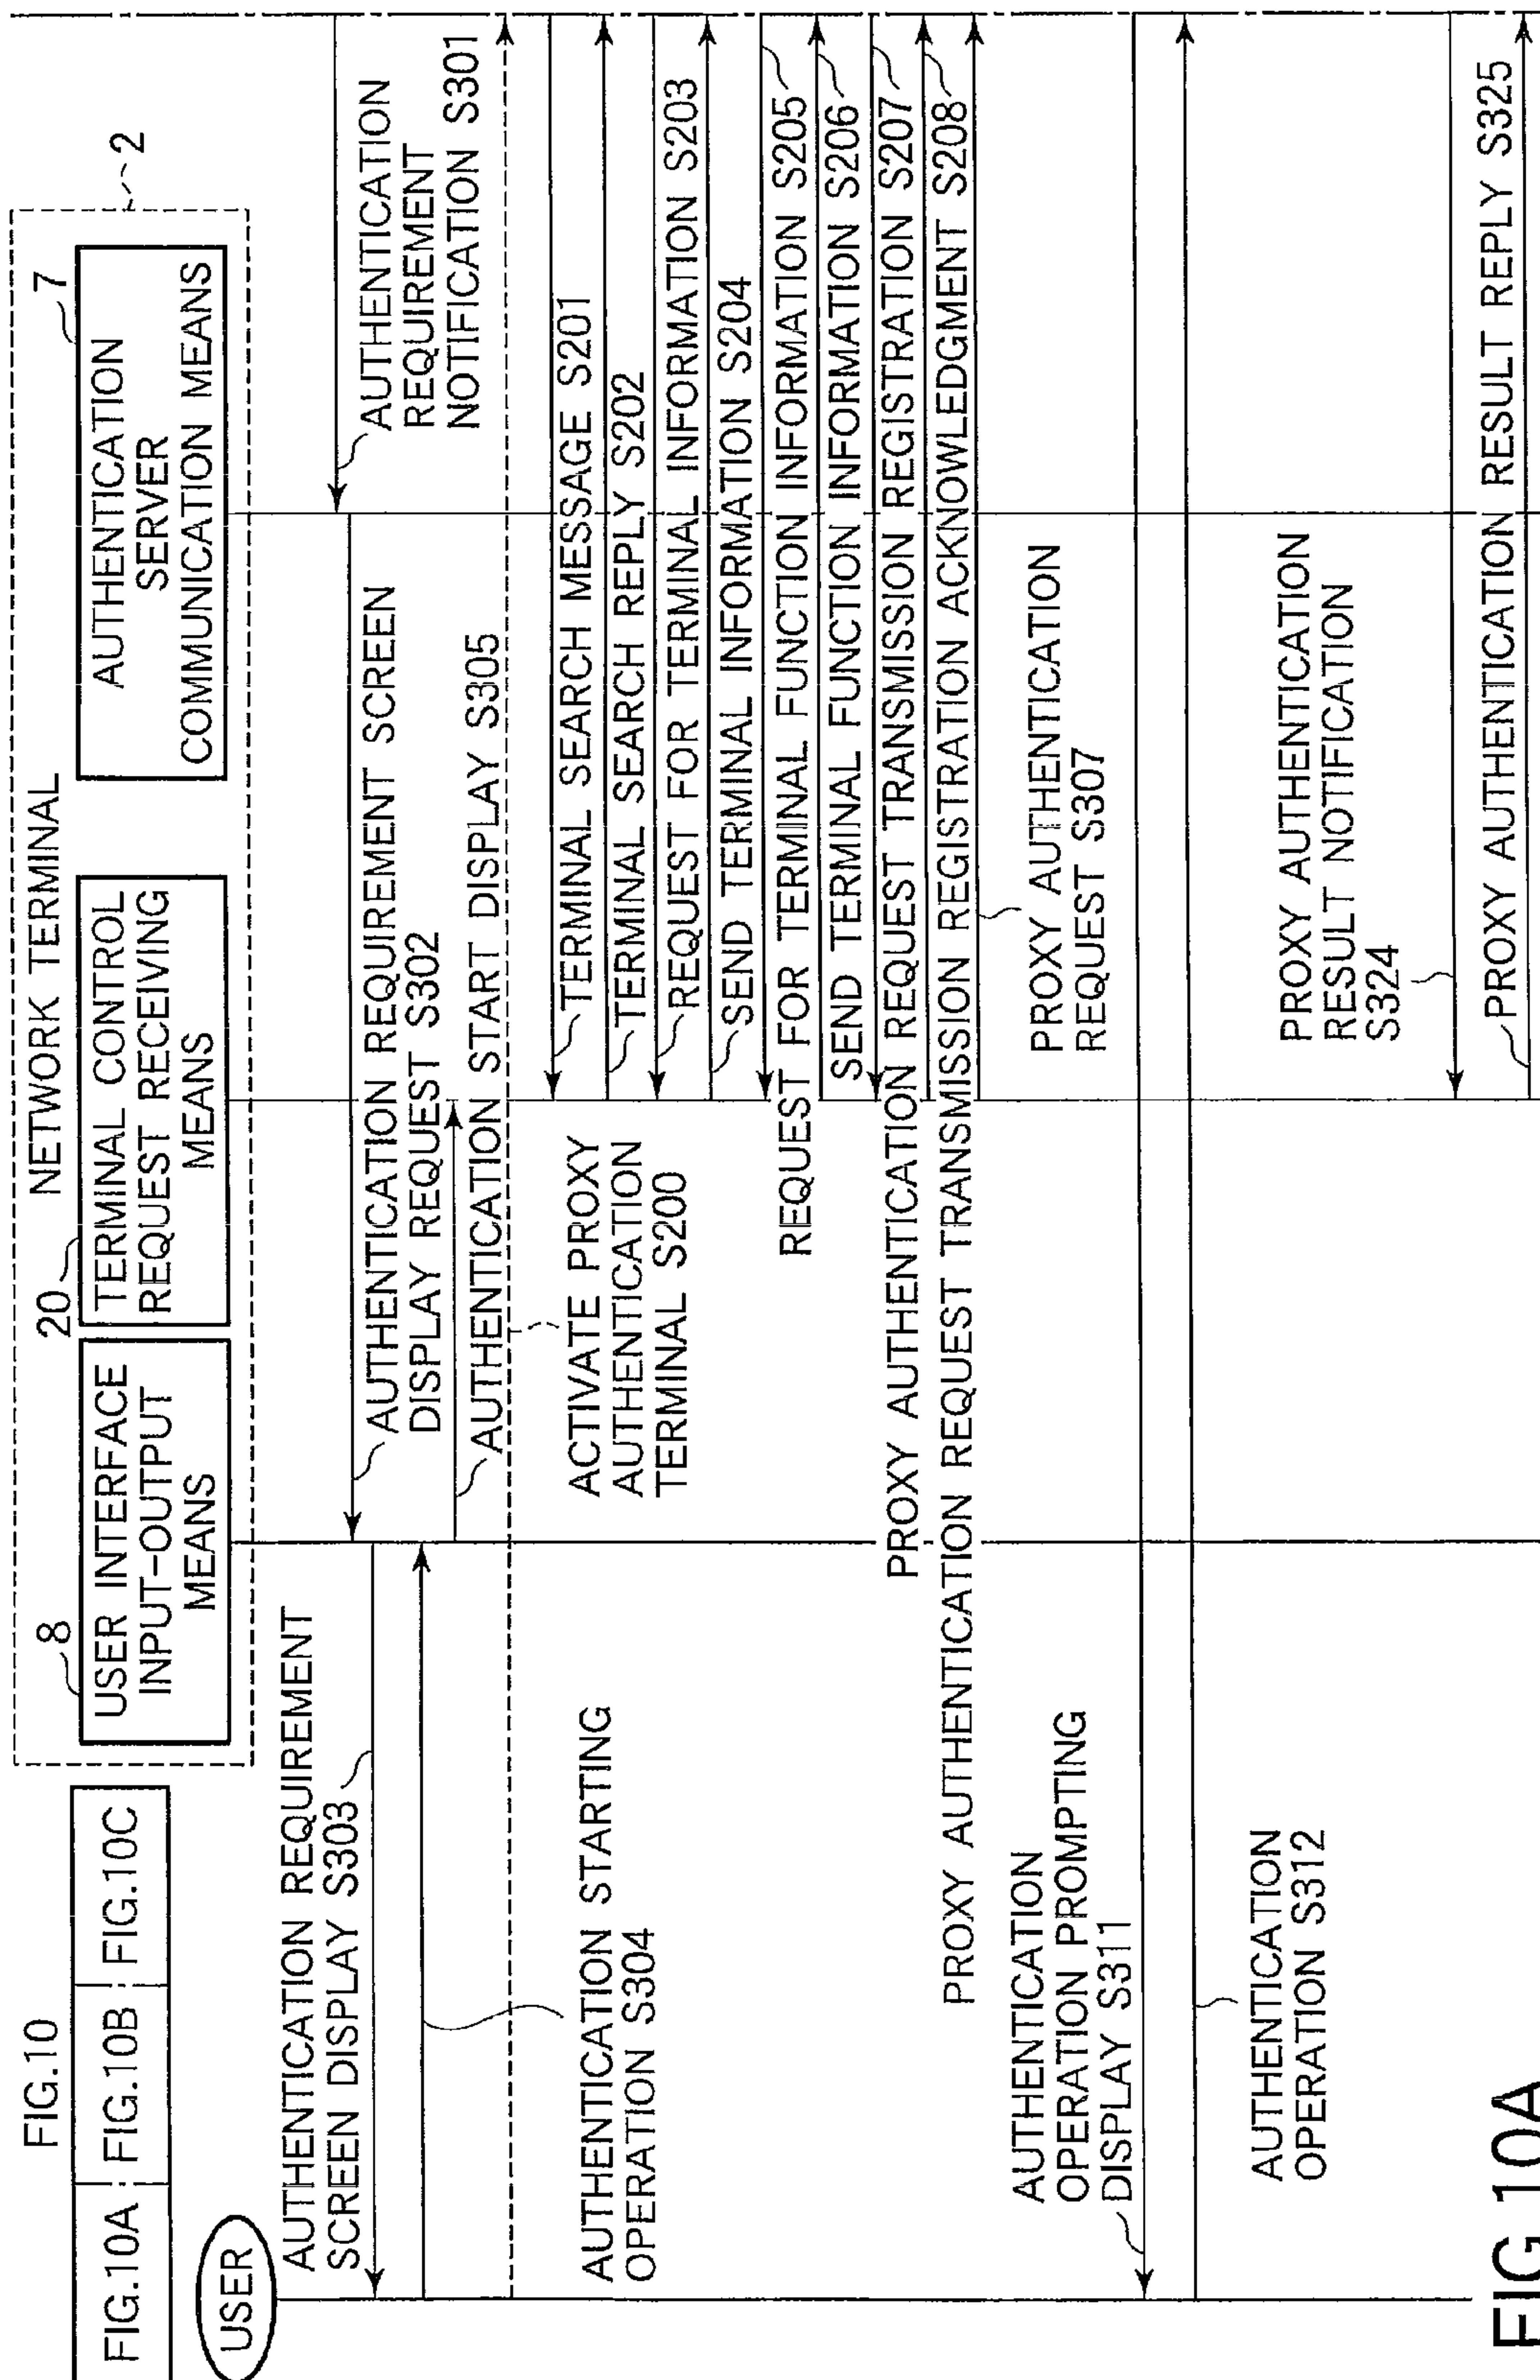 FIG.10
FIG.10A
FIG.10B
FIG.10C
NETWORK TERMINAL
2
8
USER INTERFACE
INPUT-OUTPUT
MEANS
20
TERMINAL CONTROL
REQUEST RECEIVING
MEANS
7
AUTHENTICATION
SERVER
COMMUNICATION MEANS
USER
AUTHENTICATION
REQUIREMENT
NOTIFICATION S301
AUTHENTICATION REQUIREMENT SCREEN
DISPLAY REQUEST S302
AUTHENTICATION REQUIREMENT
SCREEN DISPLAY S303
AUTHENTICATION STARTING
OPERATION S304
AUTHENTICATION START DISPLAY S305
ACTIVATE PROXY
AUTHENTICATION
TERMINAL S200
TERMINAL SEARCH MESSAGE S201
TERMINAL SEARCH REPLY S202
REQUEST FOR TERMINAL INFORMATION S203
SEND TERMINAL INFORMATION S204
REQUEST FOR TERMINAL FUNCTION INFORMATION S205
SEND TERMINAL FUNCTION INFORMATION S206
PROXY AUTHENTICATION REQUEST TRANSMISSION REGISTRATION S207
PROXY AUTHENTICATION REQUEST TRANSMISSION REGISTRATION ACKNOWLEDGMENT S208
PROXY AUTHENTICATION
REQUEST S307
AUTHENTICATION
OPERATION PROMPTING
DISPLAY S311
AUTHENTICATION
OPERATION S312
PROXY AUTHENTICATION
RESULT NOTIFICATION
S324
PROXY AUTHENTICATION RESULT REPLY S325
FIG.10A